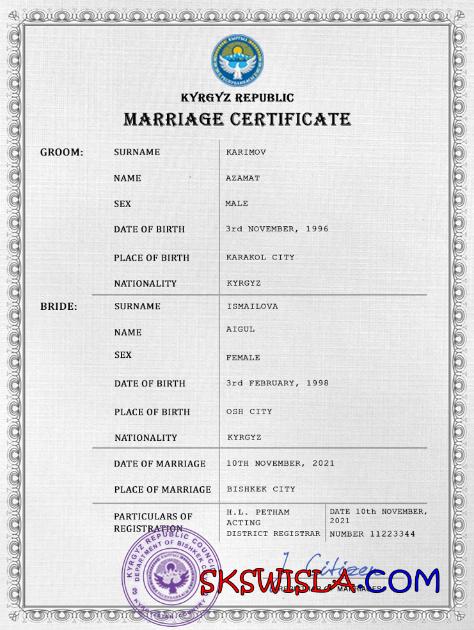 KYRGYZ REPUBLIC
MARRIAGE CERTIFICATE
GROOM: SURNAME KARIMOV
NAME AZAMAT
SEX MALE
DATE OF BIRTH 3rd NOVEMBER, 1996
PLACE OF BIRTH KARAKOL CITY
NATIONALITY KYRGYZ
BRIDE: SURNAME ISMAILOVA
NAME AIGUL
SEX FEMALE
DATE OF BIRTH 3rd FEBRUARY, 1998
PLACE OF BIRTH OSH CITY
NATIONALITY KYRGYZ
DATE OF MARRIAGE 10TH NOVEMBER, 2021
PLACE OF MARRIAGE BISHKEK CITY
PARTICULARS OF REGISTRATION
H.L. PETHAM
ACTING
DISTRICT REGISTRAR
DATE 10th NOVEMBER,
2021
NUMBER 11223344
KYRGYZ REPUBLIC COUNCIL
DEPARTMENT OF BISHKEK
J. Citizen
SKSWISLA.COM